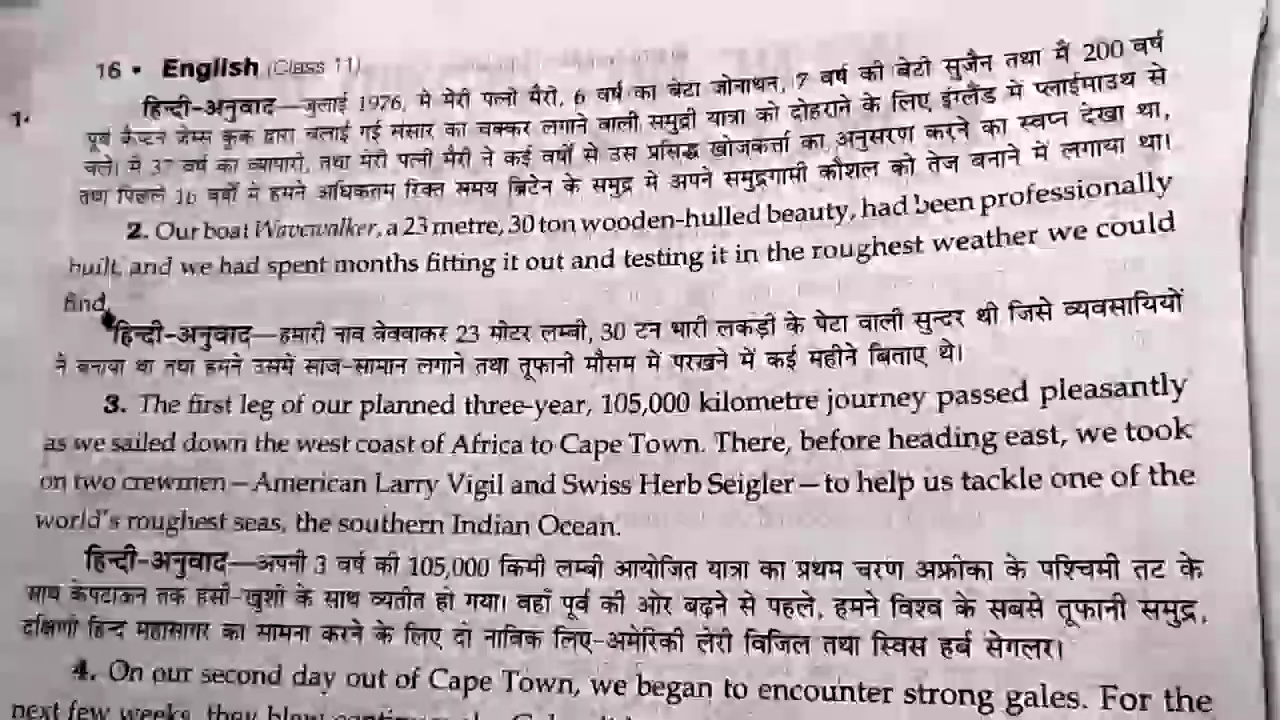 16 • English (Class 11)
1.
हिन्दी-अनुवाद—जुलाई 1976, में मेरी पत्नी मैरी, 6 वर्ष का बेटा जोनाथन, 7 वर्ष की बेटी सुजैन तथा मैं 200 वर्ष
पूर्व कैप्टन जेम्स कुक द्वारा चलाई गई संसार का चक्कर लगाने वाली समुद्री यात्रा को दोहराने के लिए इंग्लैंड में प्लाईमाउथ से
चले। मैं 37 वर्ष का व्यापारी, तथा मेरी पत्नी मैरी ने कई वर्षों से उस प्रसिद्ध खोजकर्त्ता का अनुसरण करने का स्वप्न देखा था,
तथा पिछले 16 वर्षों में हमने अधिकतम रिक्त समय ब्रिटेन के समुद्र में अपने समुद्रगामी कौशल को तेज बनाने में लगाया था।
2. Our boat Wavewalker, a 23 metre, 30 ton wooden-hulled beauty, had been professionally
built, and we had spent months fitting it out and testing it in the roughest weather we could
find.
हिन्दी-अनुवाद—हमारी नाव वेववाकर 23 मीटर लम्बी, 30 टन भारी लकड़ी के पेटा वाली सुन्दर थी जिसे व्यवसायियों
ने बनाया था तथा हमने उसमें साज-सामान लगाने तथा तूफानी मौसम में परखने में कई महीने बिताए थे।
3. The first leg of our planned three-year, 105,000 kilometre journey passed pleasantly
as we sailed down the west coast of Africa to Cape Town. There, before heading east, we took
on two crewmen—American Larry Vigil and Swiss Herb Seigler—to help us tackle one of the
world's roughest seas, the southern Indian Ocean.
हिन्दी-अनुवाद—अपनी 3 वर्ष की 105,000 किमी लम्बी आयोजित यात्रा का प्रथम चरण अफ्रीका के पश्चिमी तट के
साथ केपटाऊन तक हँसी-खुशी के साथ व्यतीत हो गया। वहाँ पूर्व की ओर बढ़ने से पहले, हमने विश्व के सबसे तूफानी समुद्र,
दक्षिणी हिन्द महासागर का सामना करने के लिए दो नाविक लिए-अमेरिकी लेरी विजिल तथा स्विस हर्ब सेगलर।
4. On our second day out of Cape Town, we began to encounter strong gales. For the
next few weeks, they blew